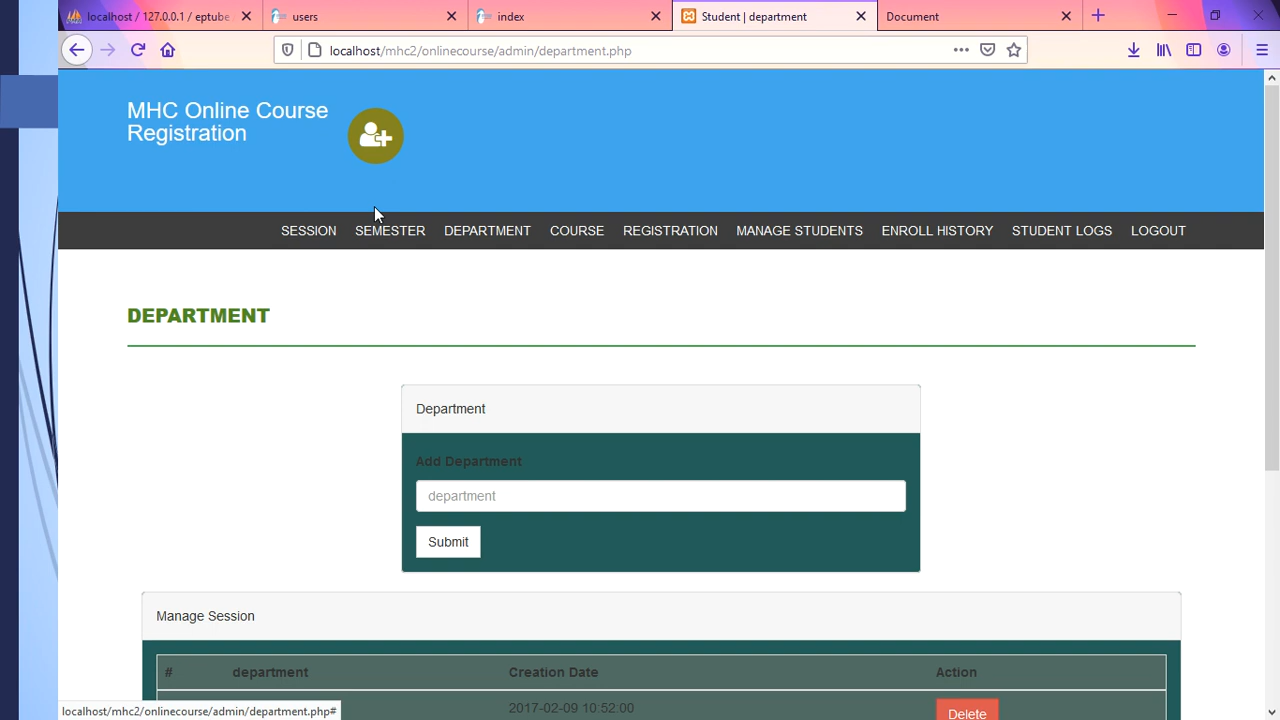 localhost / 127.0.0.1 / eptube
users
index
Student | department
Document
localhost/mhc2/onlinecourse/admin/department.php
MHC Online Course
Registration
SESSION SEMESTER DEPARTMENT COURSE REGISTRATION MANAGE STUDENTS ENROLL HISTORY STUDENT LOGS LOGOUT
DEPARTMENT
Department
Add Department
department
Submit
Manage Session
# department Creation Date Action
2017-02-09 10:52:00 Delete
localhost/mhc2/onlinecourse/admin/department.php#